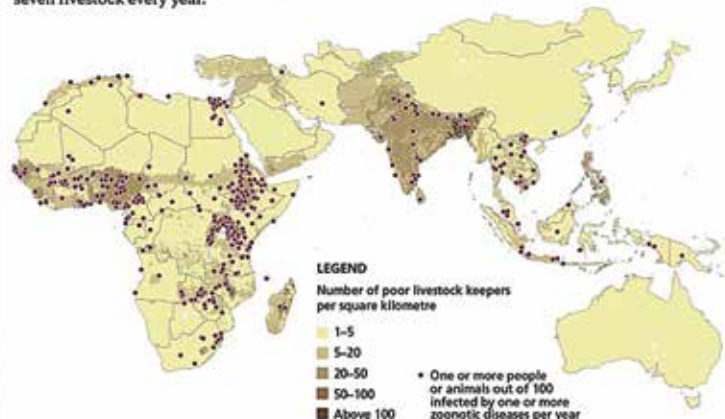 seven livestock every year.
LEGEND
Number of poor livestock keepers
per square kilometre
1–5
5–20
20–50
50–100
Above 100
One or more people
or animals out of 100
infected by one or more
zoonotic diseases per year